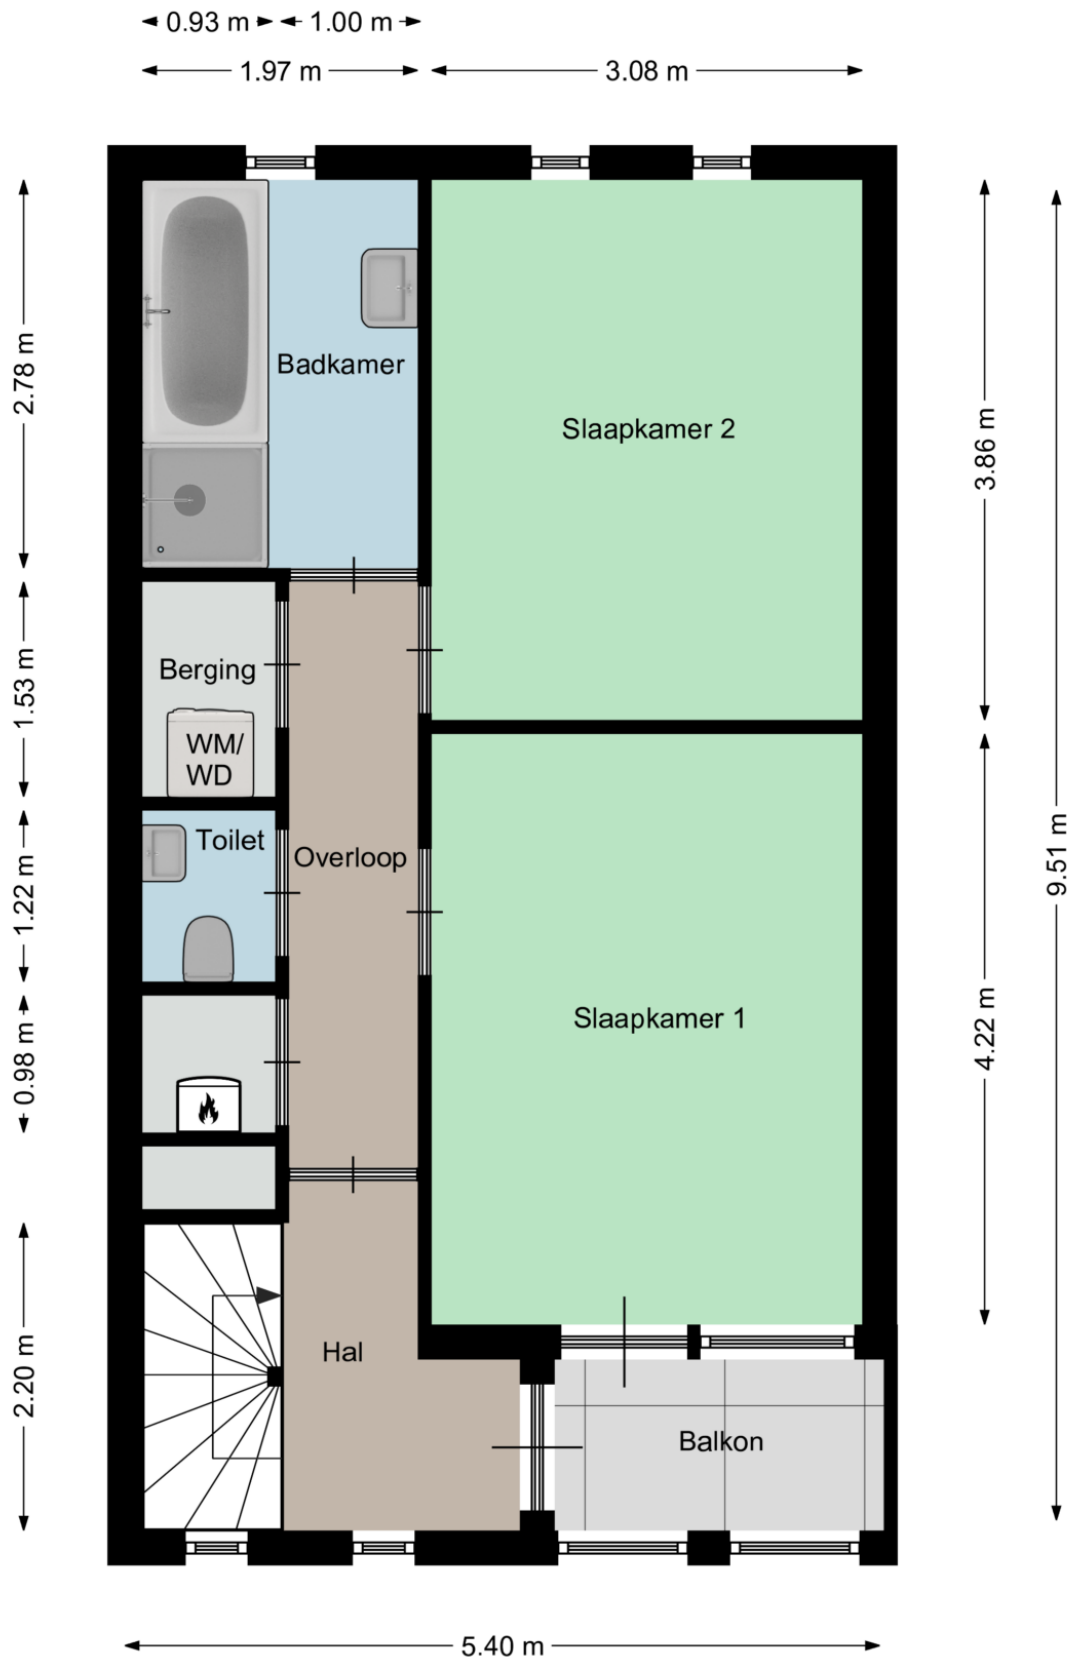 0.93 m
1.00 m
1.97 m
3.08 m
2.78 m
Badkamer
Slaapkamer 2
3.86 m
1.53 m
Berging
WM/
WD
Toilet
Overloop
1.22 m
9.51 m
0.98 m
Slaapkamer 1
4.22 m
2.20 m
Hal
Balkon
5.40 m